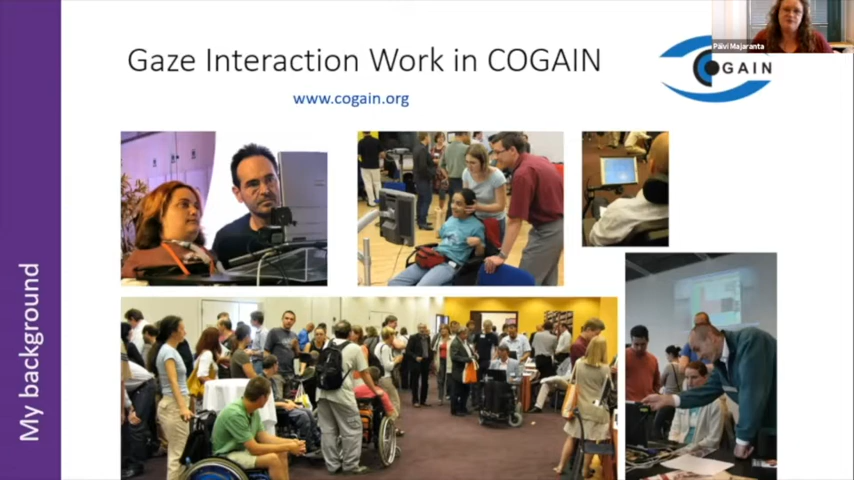 Gaze Interaction Work in COGAIN
www.cogain.org
Päivi Majaranta
COGAIN
My background